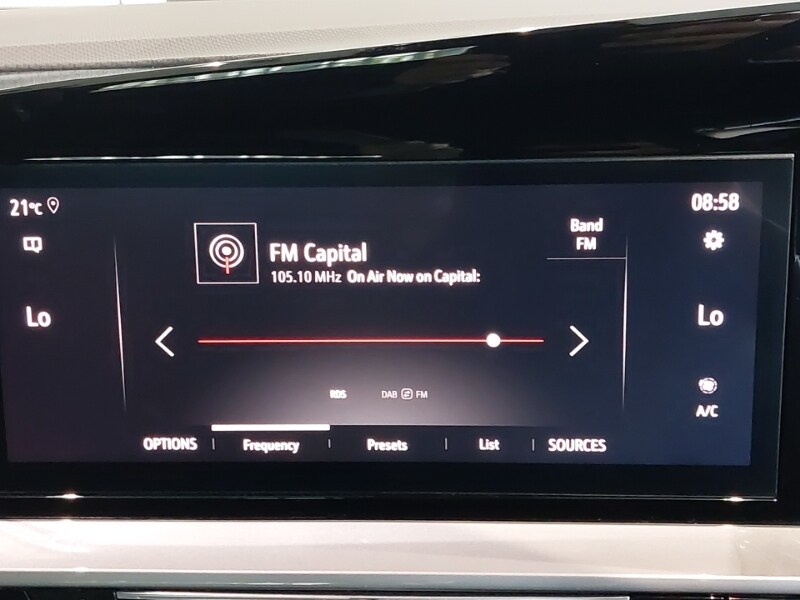 21°C
08:58
Band
FM
FM Capital
105.10 MHz On Air Now on Capital:
Lo
Lo
RDS DAB FM
A/C
OPTIONS Frequency Presets List SOURCES